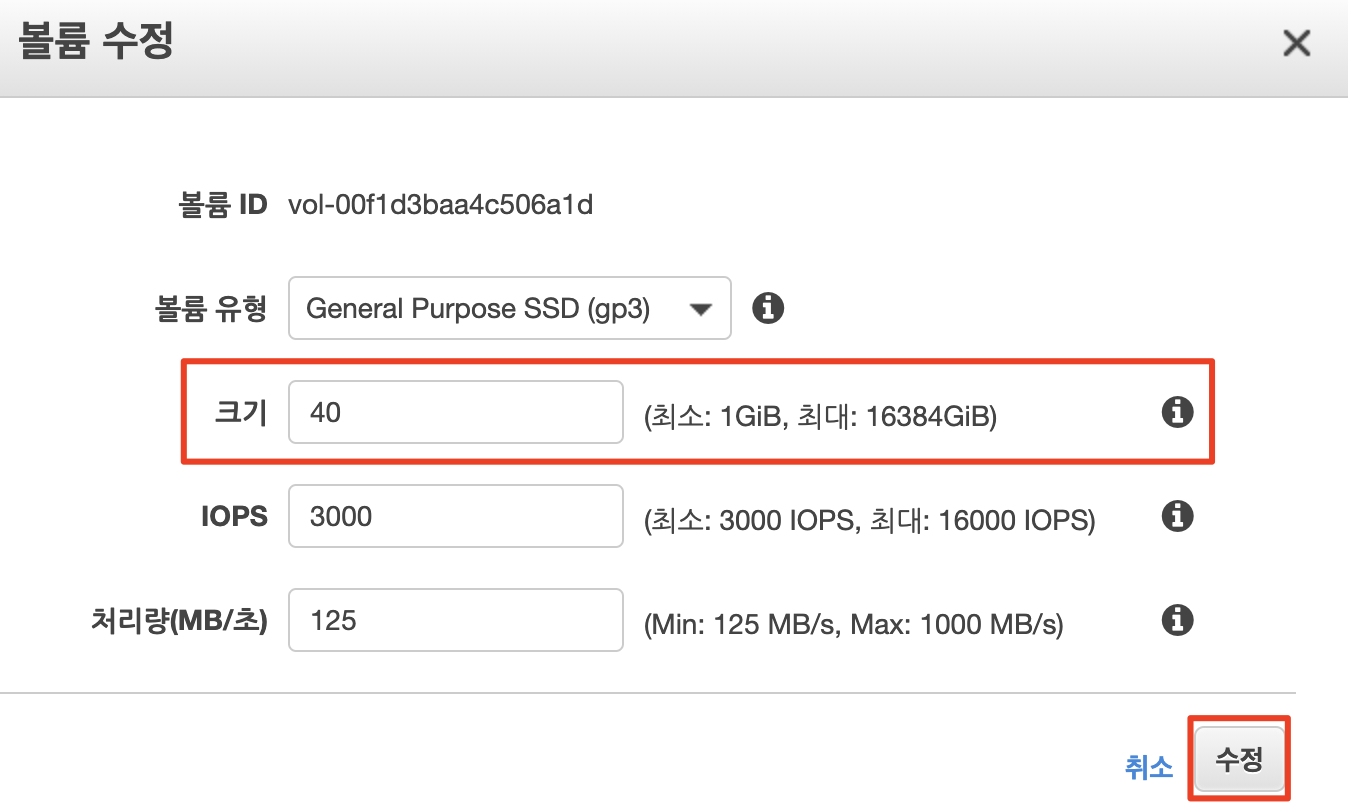 볼륨 수정
볼륨 ID vol-00f1d3baa4c506a1d
볼륨 유형 General Purpose SSD (gp3)
크기 40 (최소: 1GiB, 최대: 16384GiB)
IOPS 3000 (최소: 3000 IOPS, 최대: 16000 IOPS)
처리량(MB/초) 125 (Min: 125 MB/s, Max: 1000 MB/s)
취소 수정